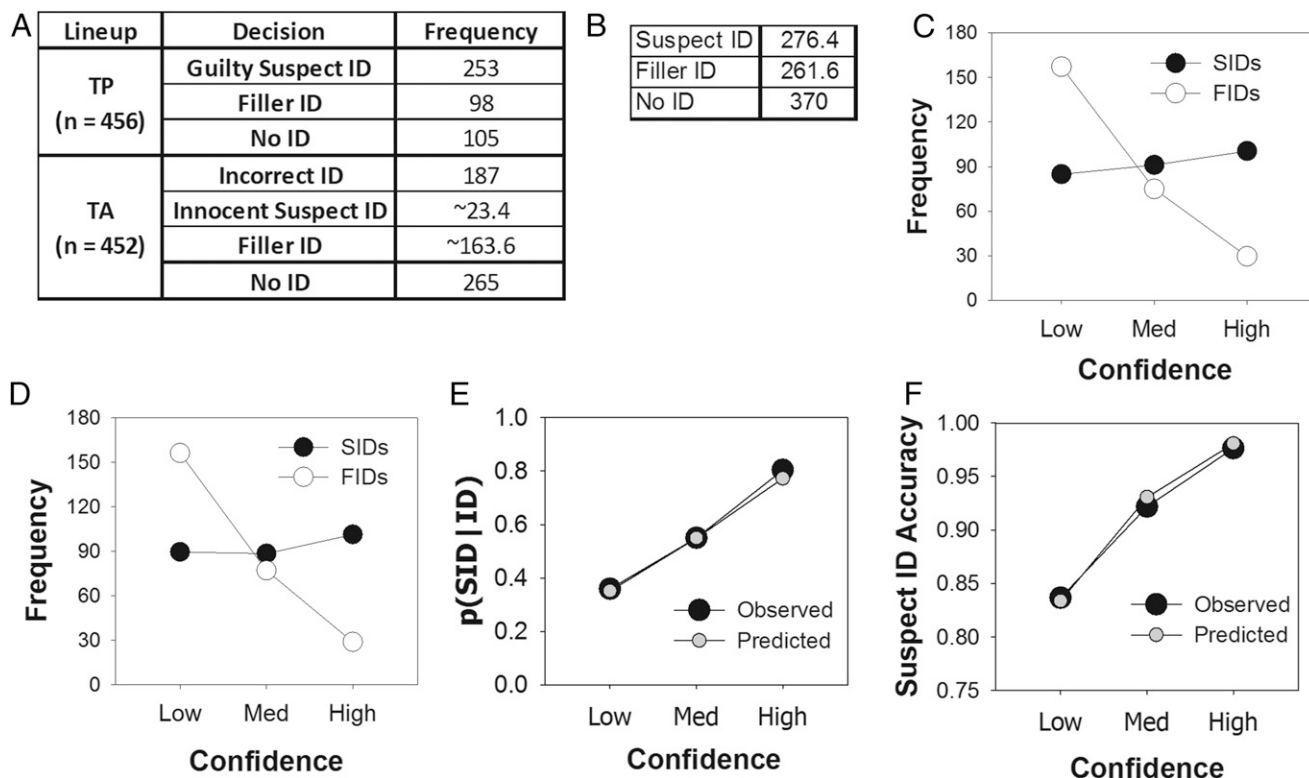 A
Lineup Decision Frequency
TP
(n = 456)
Guilty Suspect ID 253
Filler ID 98
No ID 105
TA
(n = 452)
Incorrect ID 187
Innocent Suspect ID ~23.4
Filler ID ~163.6
No ID 265
B
Suspect ID 276.4
Filler ID 261.6
No ID 370
C
Frequency
180
150
120
90
60
30
0
SIDs
FIDs
Low Med High
Confidence
D
Frequency
180
150
120
90
60
30
0
SIDs
FIDs
Low Med High
Confidence
E
p(SID|ID)
1.0
0.8
0.6
0.4
0.2
0.0
Observed
Predicted
Low Med High
Confidence
F
Suspect ID Accuracy
1.00
0.95
0.90
0.85
0.80
0.75
Observed
Predicted
Low Med High
Confidence